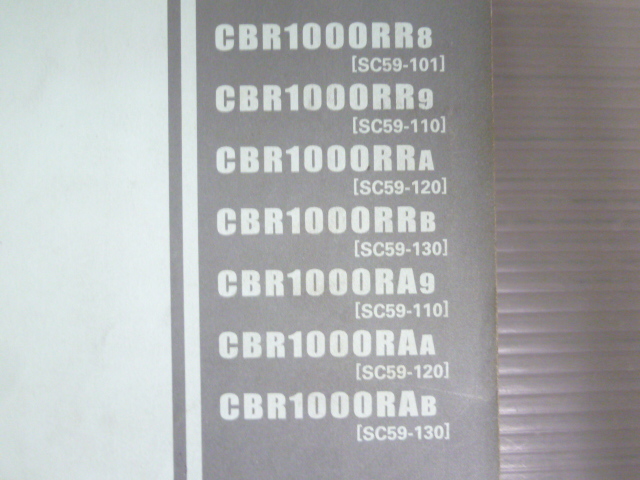 CBR1000RR8
[SC59-101]
CBR1000RR9
[SC59-110]
CBR1000RRA
[SC59-120]
CBR1000RRB
[SC59-130]
CBR1000RA9
[SC59-110]
CBR1000RAA
[SC59-120]
CBR1000RAB
[SC59-130]